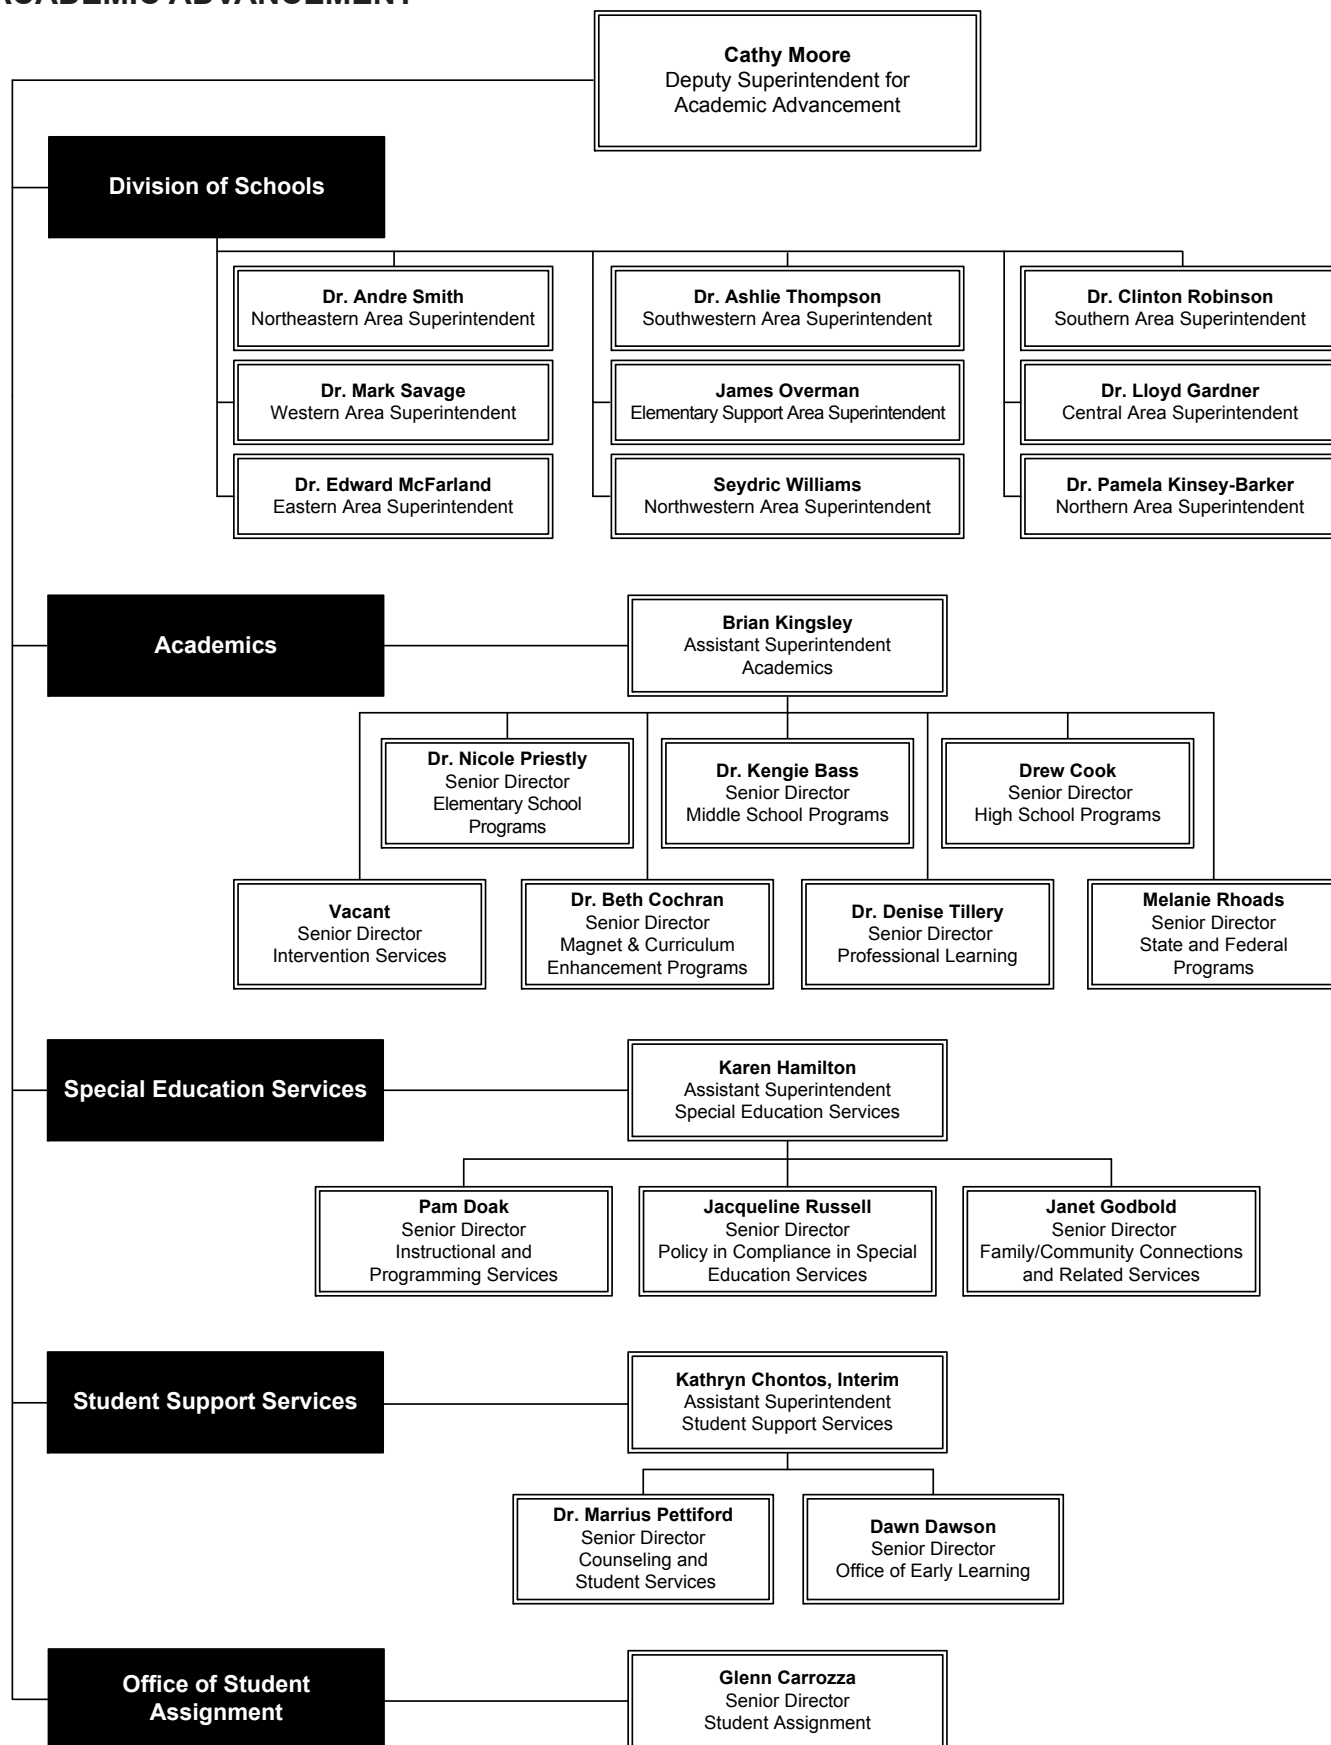 ACADEMIC ADVANCEMENT
Cathy Moore
Deputy Superintendent for
Academic Advancement
Division of Schools
Dr. Andre Smith
Northeastern Area Superintendent
Dr. Ashlie Thompson
Southwestern Area Superintendent
Dr. Clinton Robinson
Southern Area Superintendent
Dr. Mark Savage
Western Area Superintendent
James Overman
Elementary Support Area Superintendent
Dr. Lloyd Gardner
Central Area Superintendent
Dr. Edward McFarland
Eastern Area Superintendent
Seydric Williams
Northwestern Area Superintendent
Dr. Pamela Kinsey-Barker
Northern Area Superintendent
Academics
Brian Kingsley
Assistant Superintendent
Academics
Dr. Nicole Priestly
Senior Director
Elementary School
Programs
Dr. Kengie Bass
Senior Director
Middle School Programs
Drew Cook
Senior Director
High School Programs
Vacant
Senior Director
Intervention Services
Dr. Beth Cochran
Senior Director
Magnet & Curriculum
Enhancement Programs
Dr. Denise Tillery
Senior Director
Professional Learning
Melanie Rhoads
Senior Director
State and Federal
Programs
Special Education Services
Karen Hamilton
Assistant Superintendent
Special Education Services
Pam Doak
Senior Director
Instructional and
Programming Services
Jacqueline Russell
Senior Director
Policy in Compliance in Special
Education Services
Janet Godbold
Senior Director
Family/Community Connections
and Related Services
Student Support Services
Kathryn Chontos, Interim
Assistant Superintendent
Student Support Services
Dr. Marrius Pettiford
Senior Director
Counseling and
Student Services
Dawn Dawson
Senior Director
Office of Early Learning
Office of Student
Assignment
Glenn Carrozza
Senior Director
Student Assignment